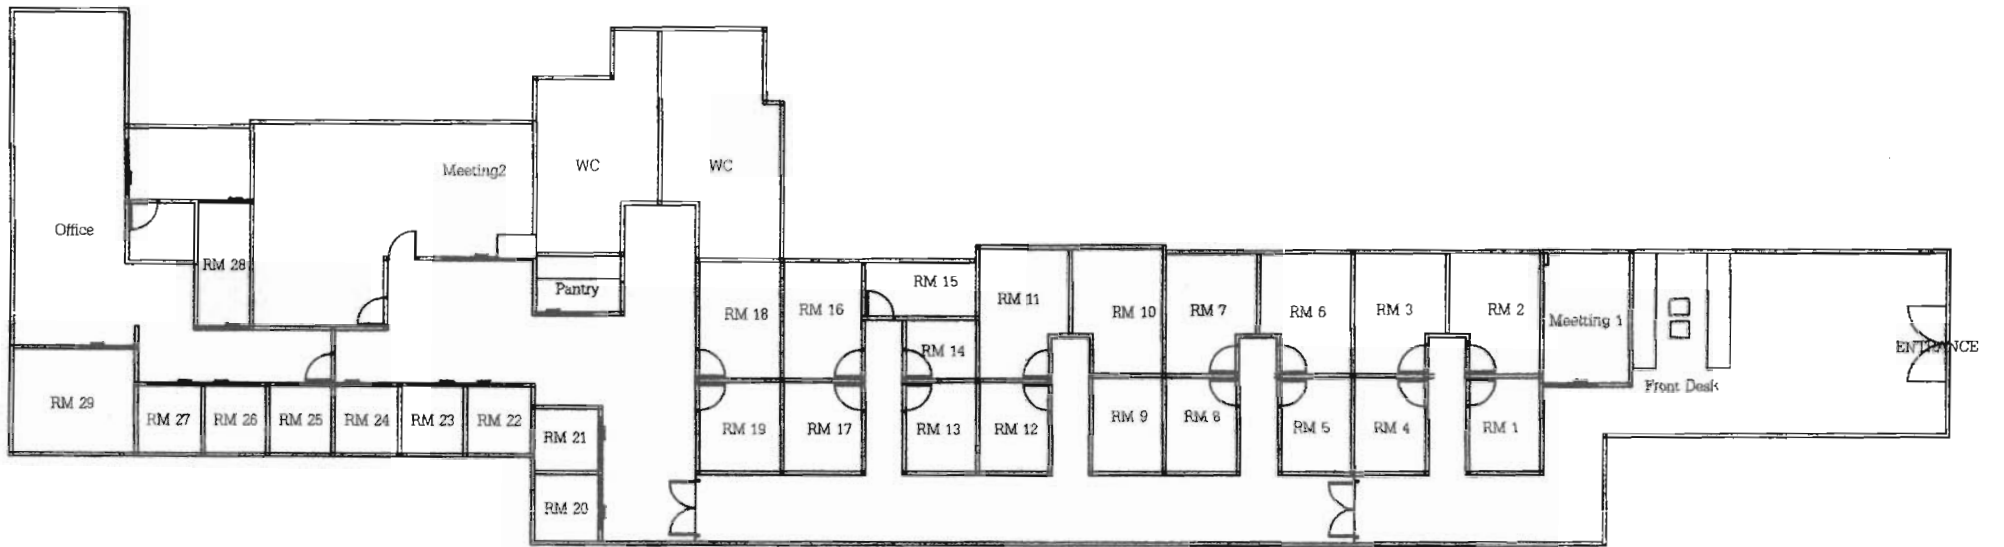 Meeting2
WC
WC
Office
RM 28
Pantry
RM 18
RM 16
RM 15
RM 14
RM 11
RM 10
RM 7
RM 6
RM 3
RM 2
Meetting 1
ENTRANCE
Front Desk
RM 29
RM 27
RM 26
RM 25
RM 24
RM 23
RM 22
RM 21
RM 20
RM 19
RM 17
RM 13
RM 12
RM 9
RM 8
RM 5
RM 4
RM 1